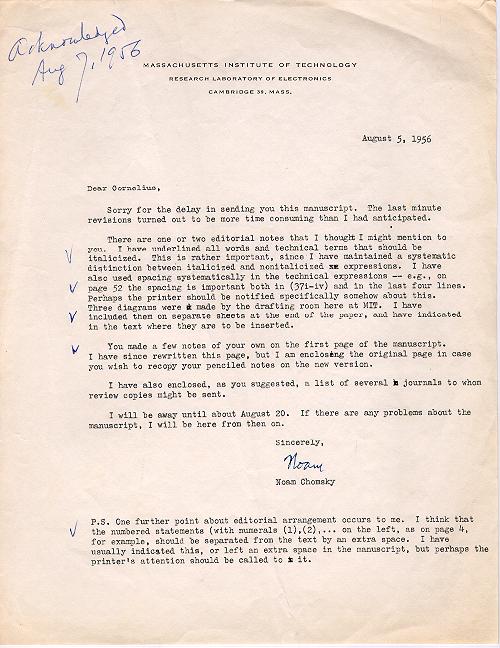 Acknowledged
Aug 7, 1956
MASSACHUSETTS INSTITUTE OF TECHNOLOGY
RESEARCH LABORATORY OF ELECTRONICS
CAMBRIDGE 39, MASS.
August 5, 1956
Dear Cornelius,
Sorry for the delay in sending you this manuscript. The last minute
revisions turned out to be more time consuming than I had anticipated.
There are one or two editorial notes that I thought I might mention to
you. I have underlined all words and technical terms that should be
italicized. This is rather important, since I have maintained a systematic
distinction between italicized and nonitalicized expressions. I have
also used spacing systematically in the technical expressions -- e.g., on
page 52 the spacing is important both in (37i-iv) and in the last four lines.
Perhaps the printer should be notified specifically somehow about this.
Three diagrams were made by the drafting room here at MIT. I have
included them on separate sheets at the end of the paper, and have indicated
in the text where they are to be inserted.
You made a few notes of your own on the first page of the manuscript.
I have since rewritten this page, but I am enclosing the original page in case
you wish to recopy your penciled notes on the new version.
I have also enclosed, as you suggested, a list of several journals to whom
review copies might be sent.
I will be away until about August 20. If there are any problems about the
manuscript, I will be here from then on.
Sincerely,
Noam
Noam Chomsky
P.S. One further point about editorial arrangement occurs to me. I think that
the numbered statements (with numerals (1),(2),... on the left, as on page 4,
for example, should be separated from the text by an extra space. I have
usually indicated this, or left an extra space in the manuscript, but perhaps the
printer's attention should be called to it.